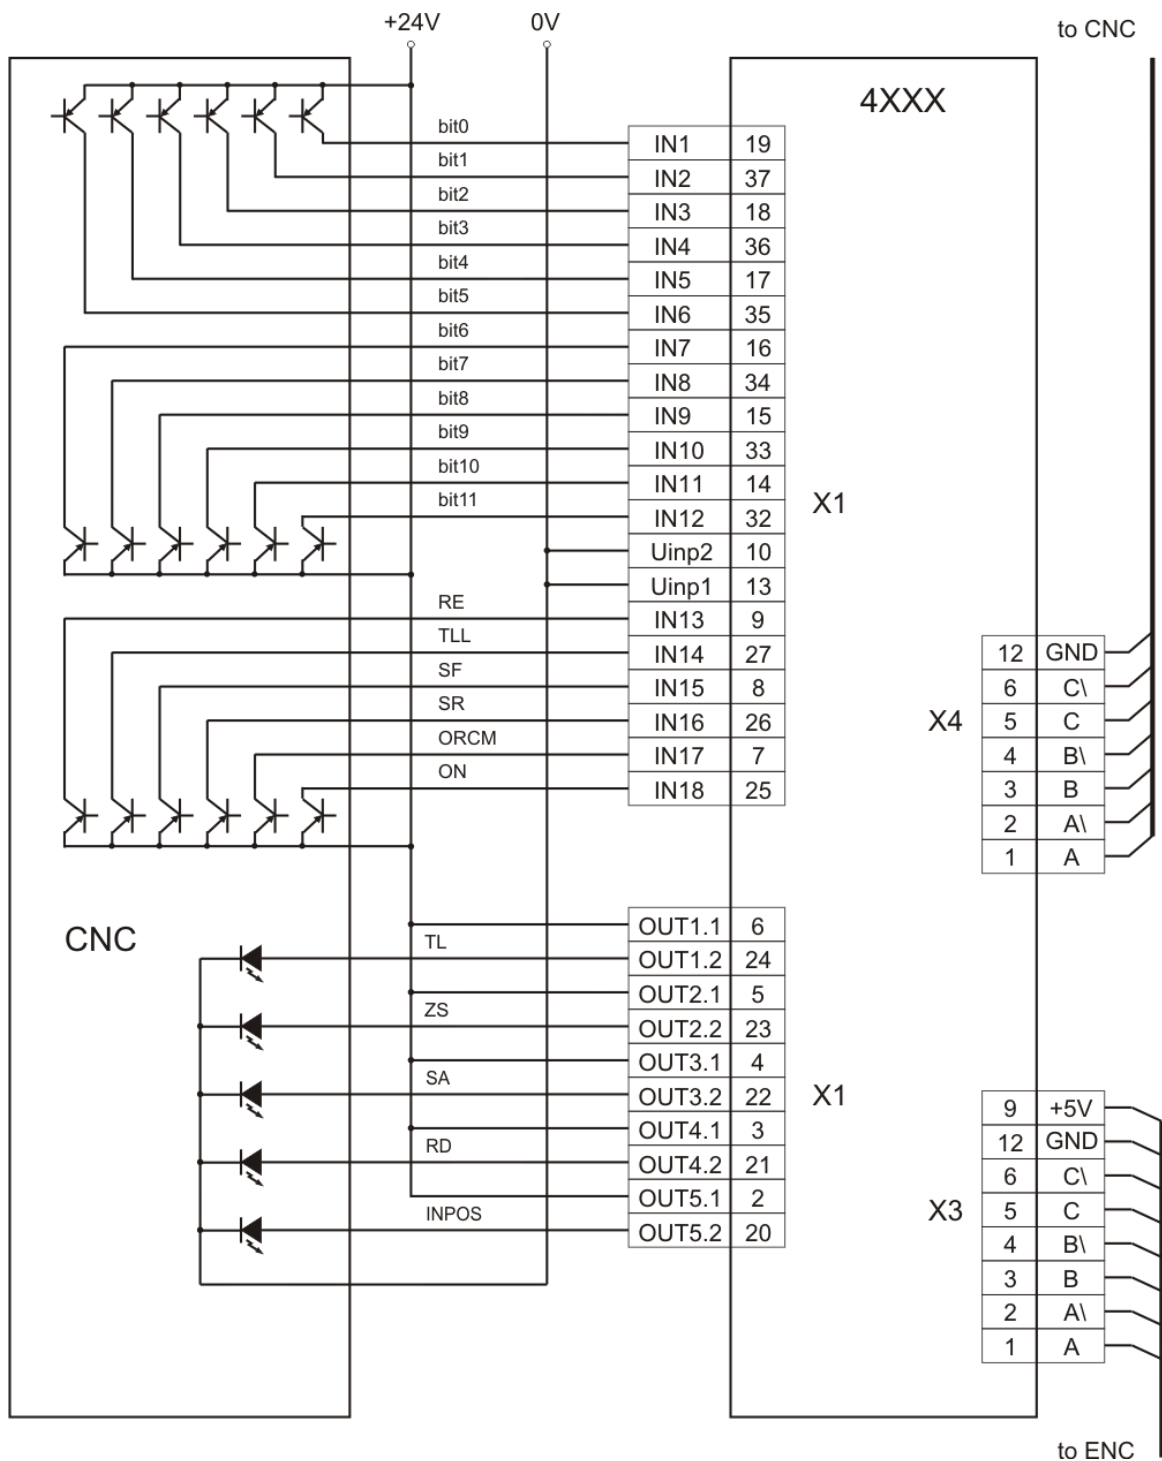 +24V 0V to CNC
4XXX
bit0 IN1 19
bit1 IN2 37
bit2 IN3 18
bit3 IN4 36
bit4 IN5 17
bit5 IN6 35
bit6 IN7 16
bit7 IN8 34
bit8 IN9 15
bit9 IN10 33
bit10 IN11 14
X1
bit11 IN12 32
Uinp2 10
Uinp1 13
RE IN13 9
TLL IN14 27
SF IN15 8
SR IN16 26
ORCM IN17 7
ON IN18 25
X4
12 GND
6 C\
5 C
4 B\
3 B
2 A\
1 A
CNC
OUT1.1 6
TL OUT1.2 24
OUT2.1 5
ZS OUT2.2 23
OUT3.1 4
SA OUT3.2 22
X1
OUT4.1 3
RD OUT4.2 21
OUT5.1 2
INPOS OUT5.2 20
X3
9 +5V
12 GND
6 C\
5 C
4 B\
3 B
2 A\
1 A
to ENC